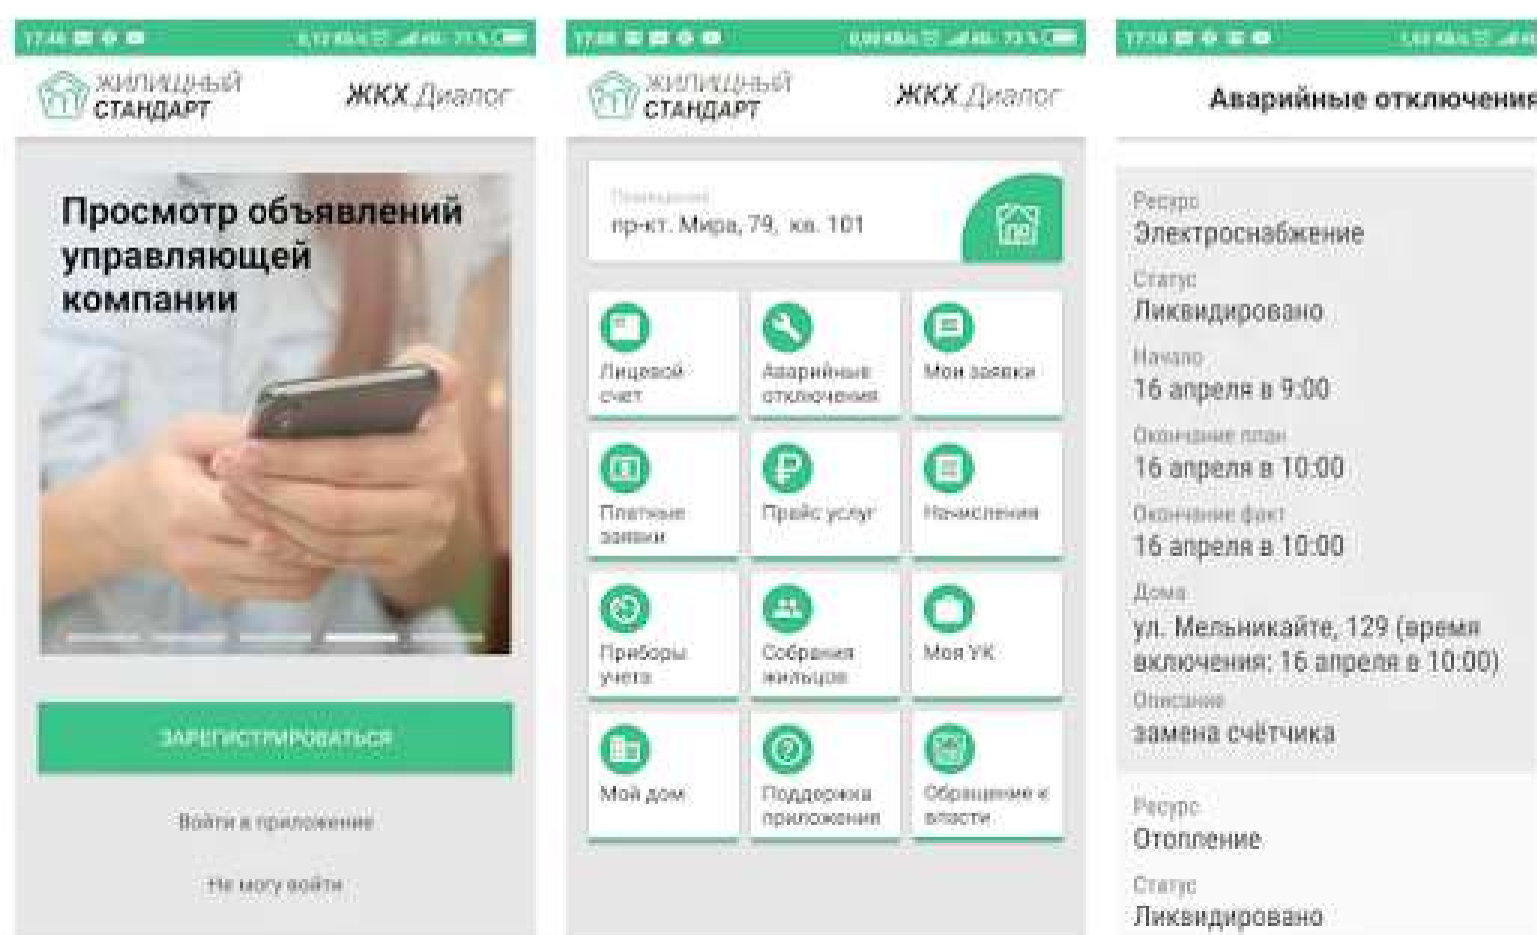 17:46
71 %
ЖИЛИЩНЫЙ
СТАНДАРТ
ЖКХ Диалог
Просмотр объявлений
управляющей
компании
ЗАРЕГИСТРИРОВАТЬСЯ
Войти в приложение
Не могу войти
73 %
ЖИЛИЩНЫЙ
СТАНДАРТ
ЖКХ Диалог
Помещение
пр-кт. Мира, 79, кв. 101
Лицевой
счет
Аварийные
отключения
Мои заявки
Платные
заявки
Прайс услуг
Начисления
Приборы
учета
Собрания
жильцов
Моя УК
Мой дом
Поддержка
приложения
Обращение к
власти
Аварийные отключения
Ресурс
Электроснабжение
Статус
Ликвидировано
Начало
16 апреля в 9:00
Окончание план
16 апреля в 10:00
Окончание факт
16 апреля в 10:00
Дома
ул. Мельникайте, 129 (время
включения: 16 апреля в 10:00)
Описание
замена счётчика
Ресурс
Отопление
Статус
Ликвидировано